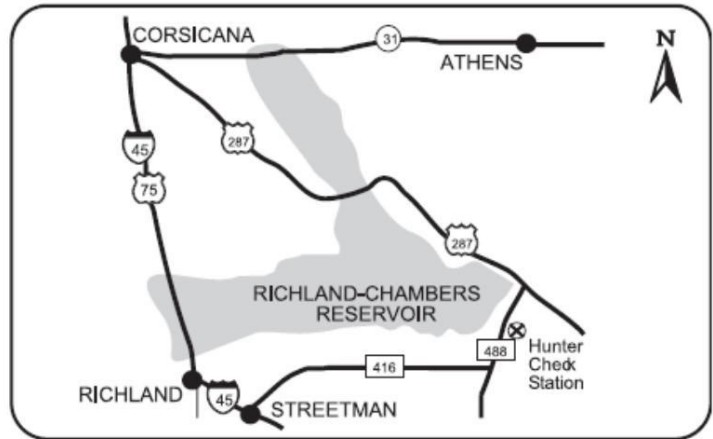 CORSICANA
31
ATHENS
N
45
287
75
287
RICHLAND-CHAMBERS
RESERVOIR
488
Hunter
Check
Station
416
RICHLAND
45
STREETMAN